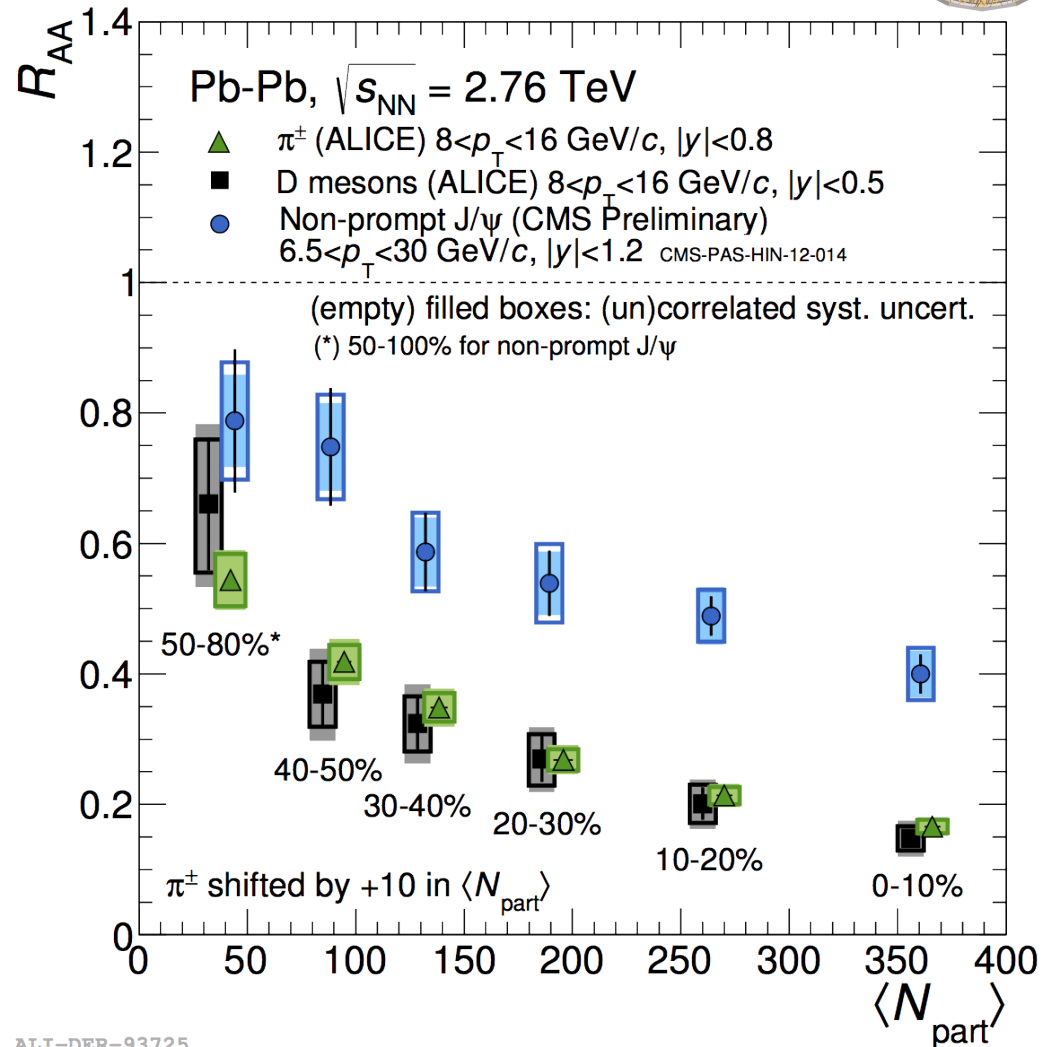 R_AA
1.4
1.2
1
0.8
0.6
0.4
0.2
0
Pb-Pb, √s_NN = 2.76 TeV
π± (ALICE) 8<p_T<16 GeV/c, |y|<0.8
D mesons (ALICE) 8<p_T<16 GeV/c, |y|<0.5
Non-prompt J/ψ (CMS Preliminary)
6.5<p_T<30 GeV/c, |y|<1.2 CMS-PAS-HIN-12-014
(empty) filled boxes: (un)correlated syst. uncert.
(*) 50-100% for non-prompt J/ψ
50-80%*
40-50%
30-40%
20-30%
10-20%
0-10%
π± shifted by +10 in ⟨N_part⟩
0 50 100 150 200 250 300 350 400
⟨N_part⟩
ALI-DER-93725